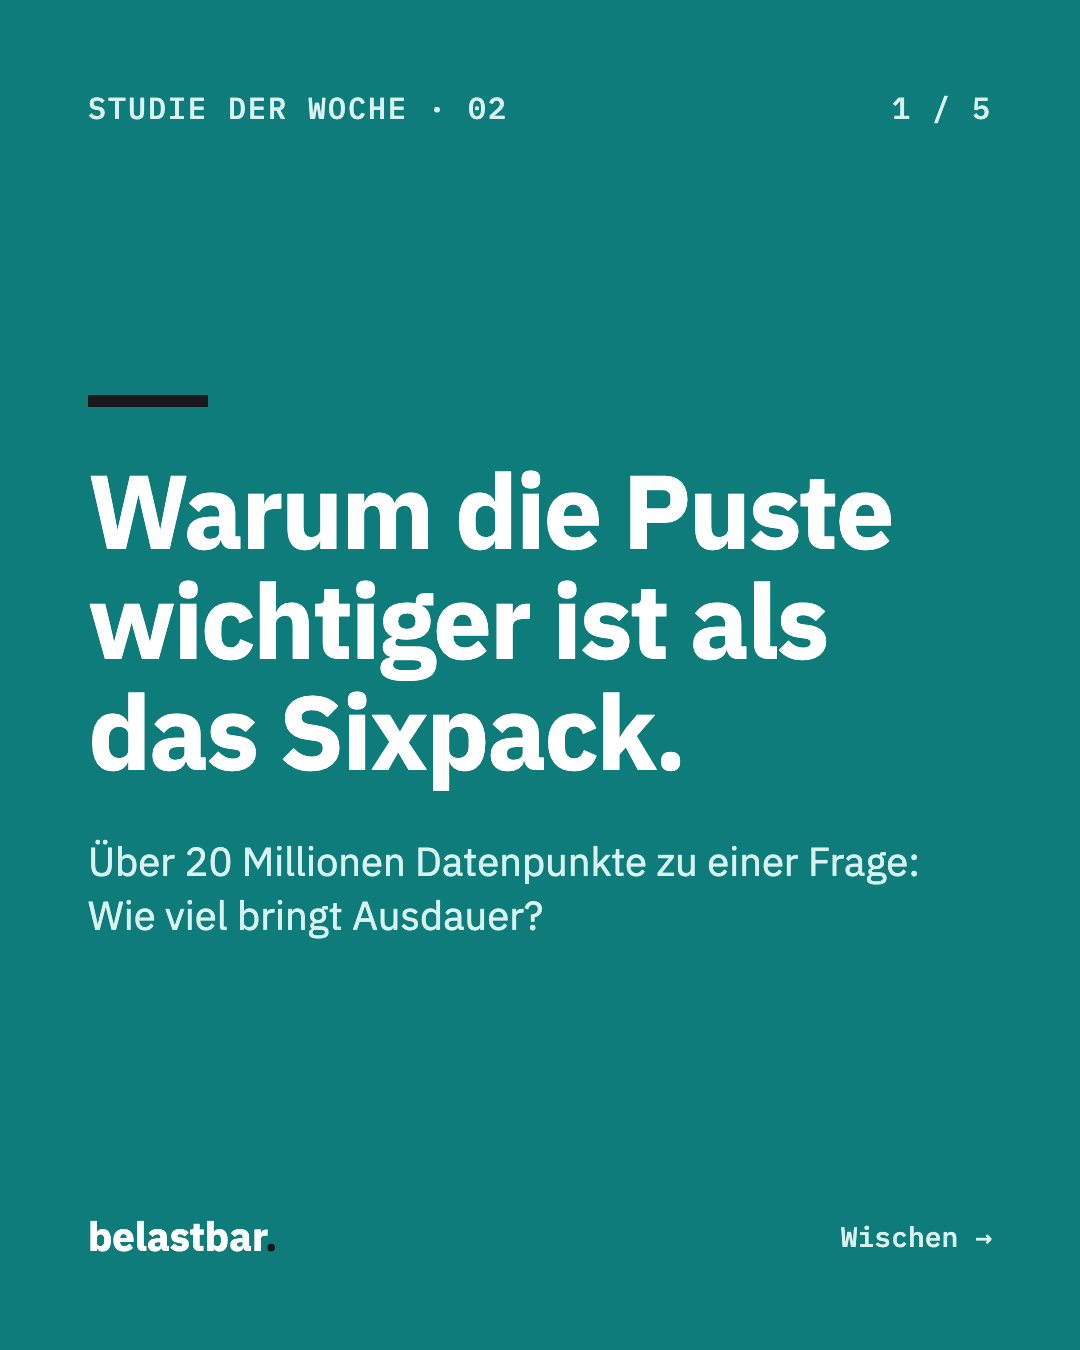 STUDIE DER WOCHE · 02
1 / 5
Warum die Puste
wichtiger ist als
das Sixpack.
Über 20 Millionen Datenpunkte zu einer Frage:
Wie viel bringt Ausdauer?
belastbar.
Wischen →